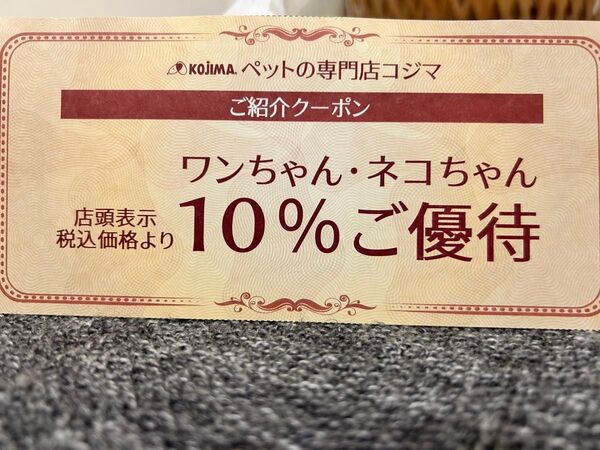 KOJIMA. ペットの専門店コジマ
ご紹介クーポン
ワンちゃん・ネコちゃん
店頭表示
税込価格より
10%ご優待